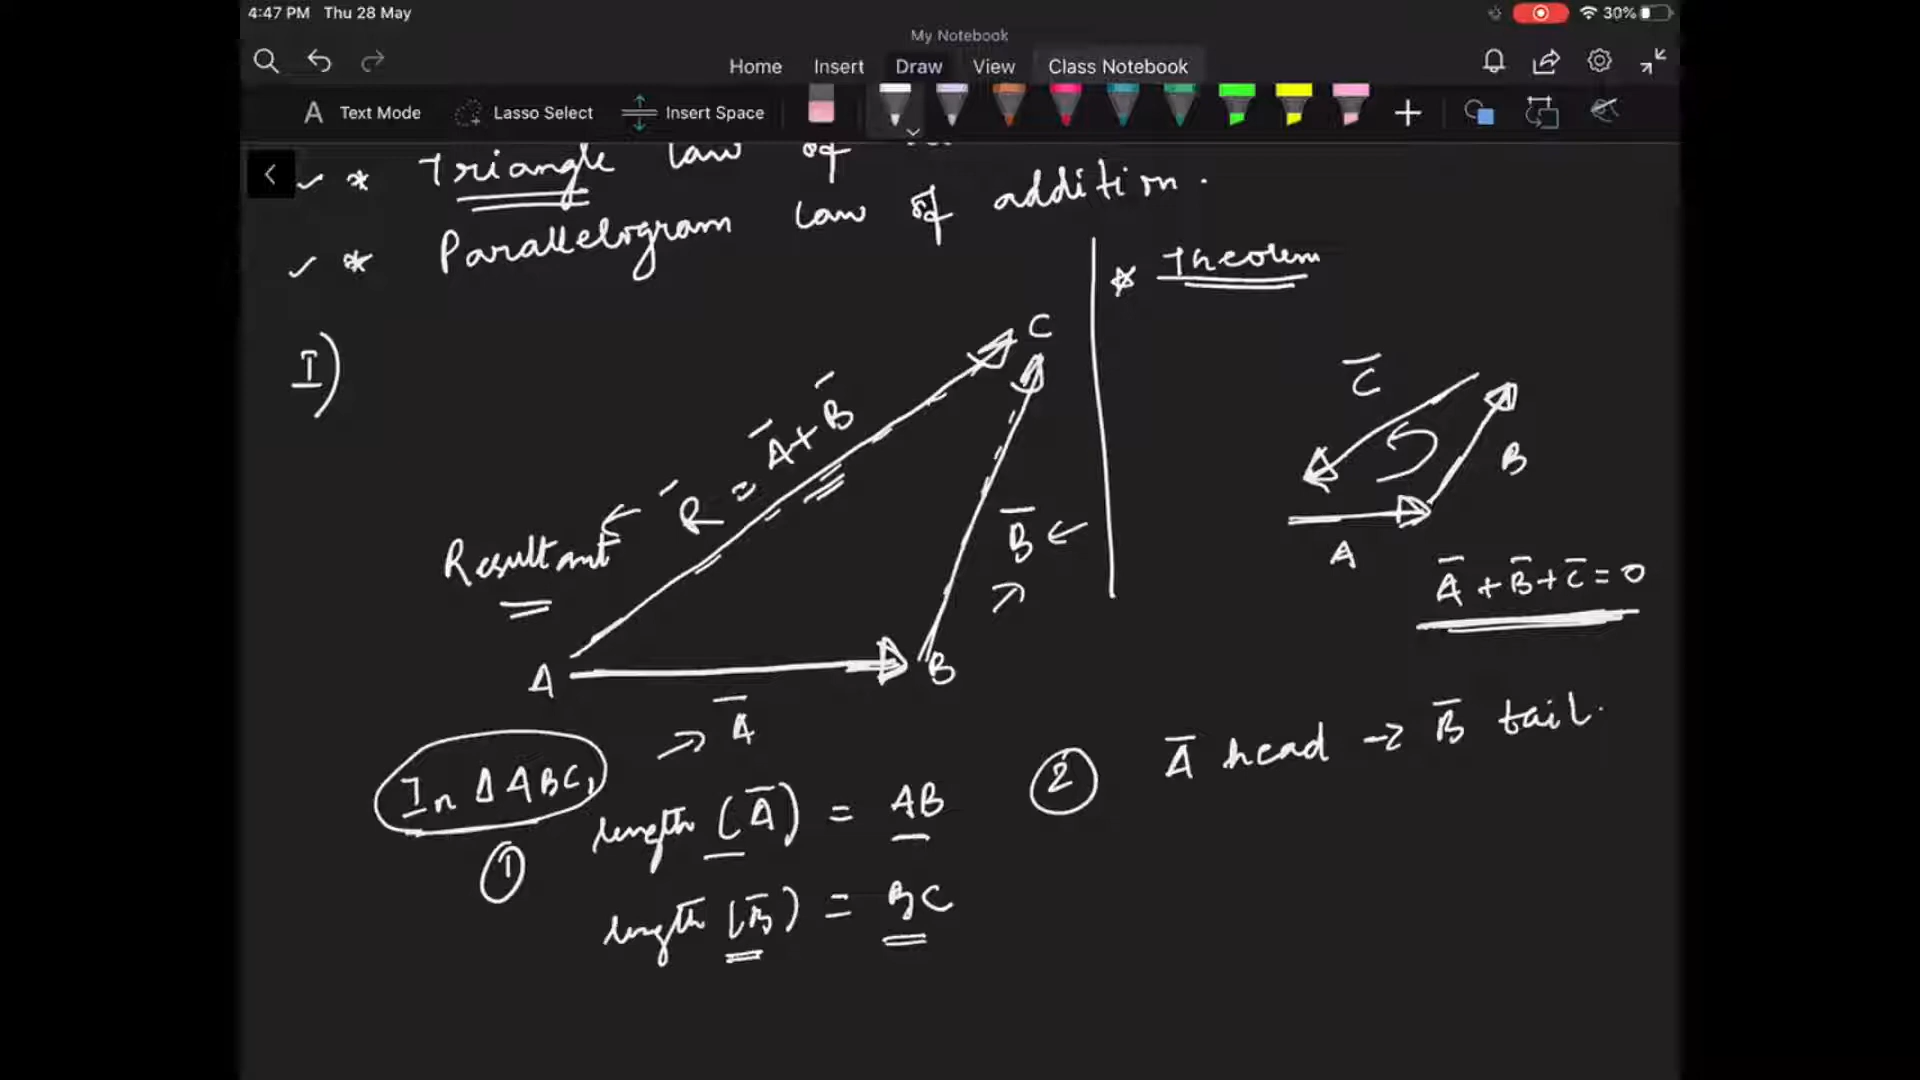 4:47 PM Thu 28 May
30%
My Notebook
Home Insert Draw View Class Notebook
A Text Mode Lasso Select Insert Space
✓ * Triangle law of
✓ * Parallelogram law of addition.
* Theorem
I)
C
R̄ = Ā + B̄
Resultant
B̄
A
B
Ā
C̄
B
A
Ā + B̄ + C̄ = 0
In Δ ABC,
① length (Ā) = AB
length (B̄) = BC
② Ā head → B̄ tail.